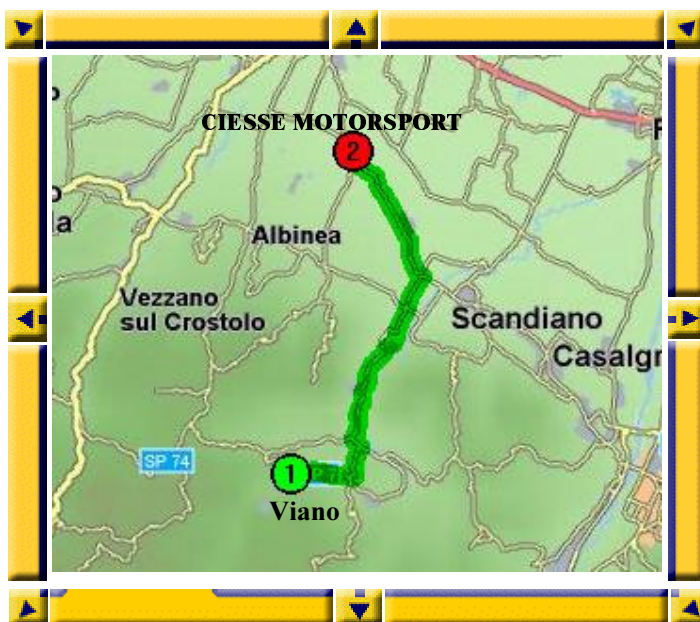 CIESSE MOTORSPORT
2
Albinea
Vezzano
sul Crostolo
Scandiano
Casalgr
SP 74
1
Viano